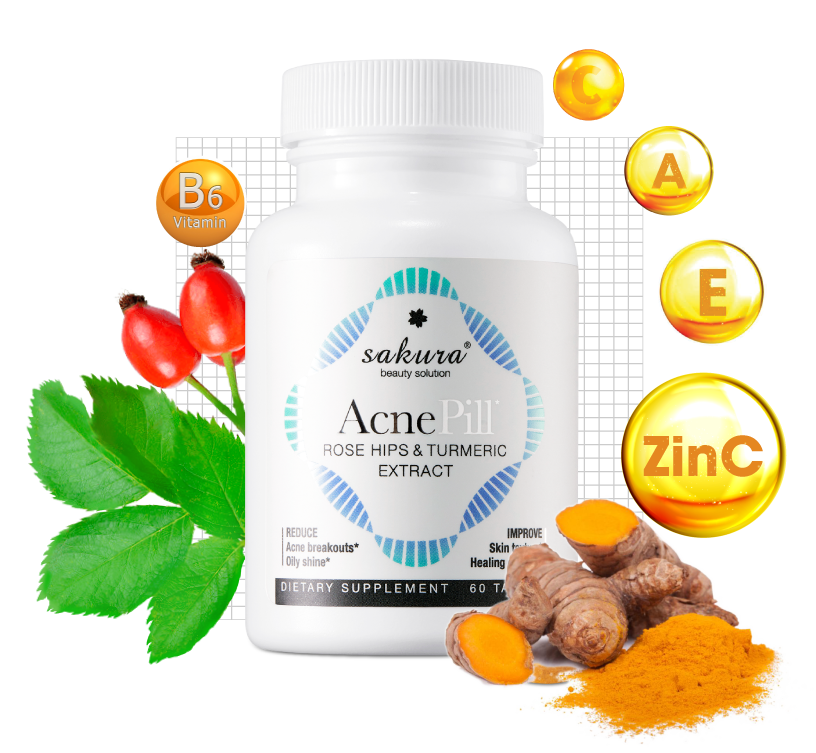 C
A
B6
Vitamin
E
sakura®
beauty solution
AcnePill
ROSE HIPS & TURMERIC
EXTRACT
ZinC
REDUCE
Acne breakouts*
Oily shine*
IMPROVE
Skin
Healing
DIETARY SUPPLEMENT 60